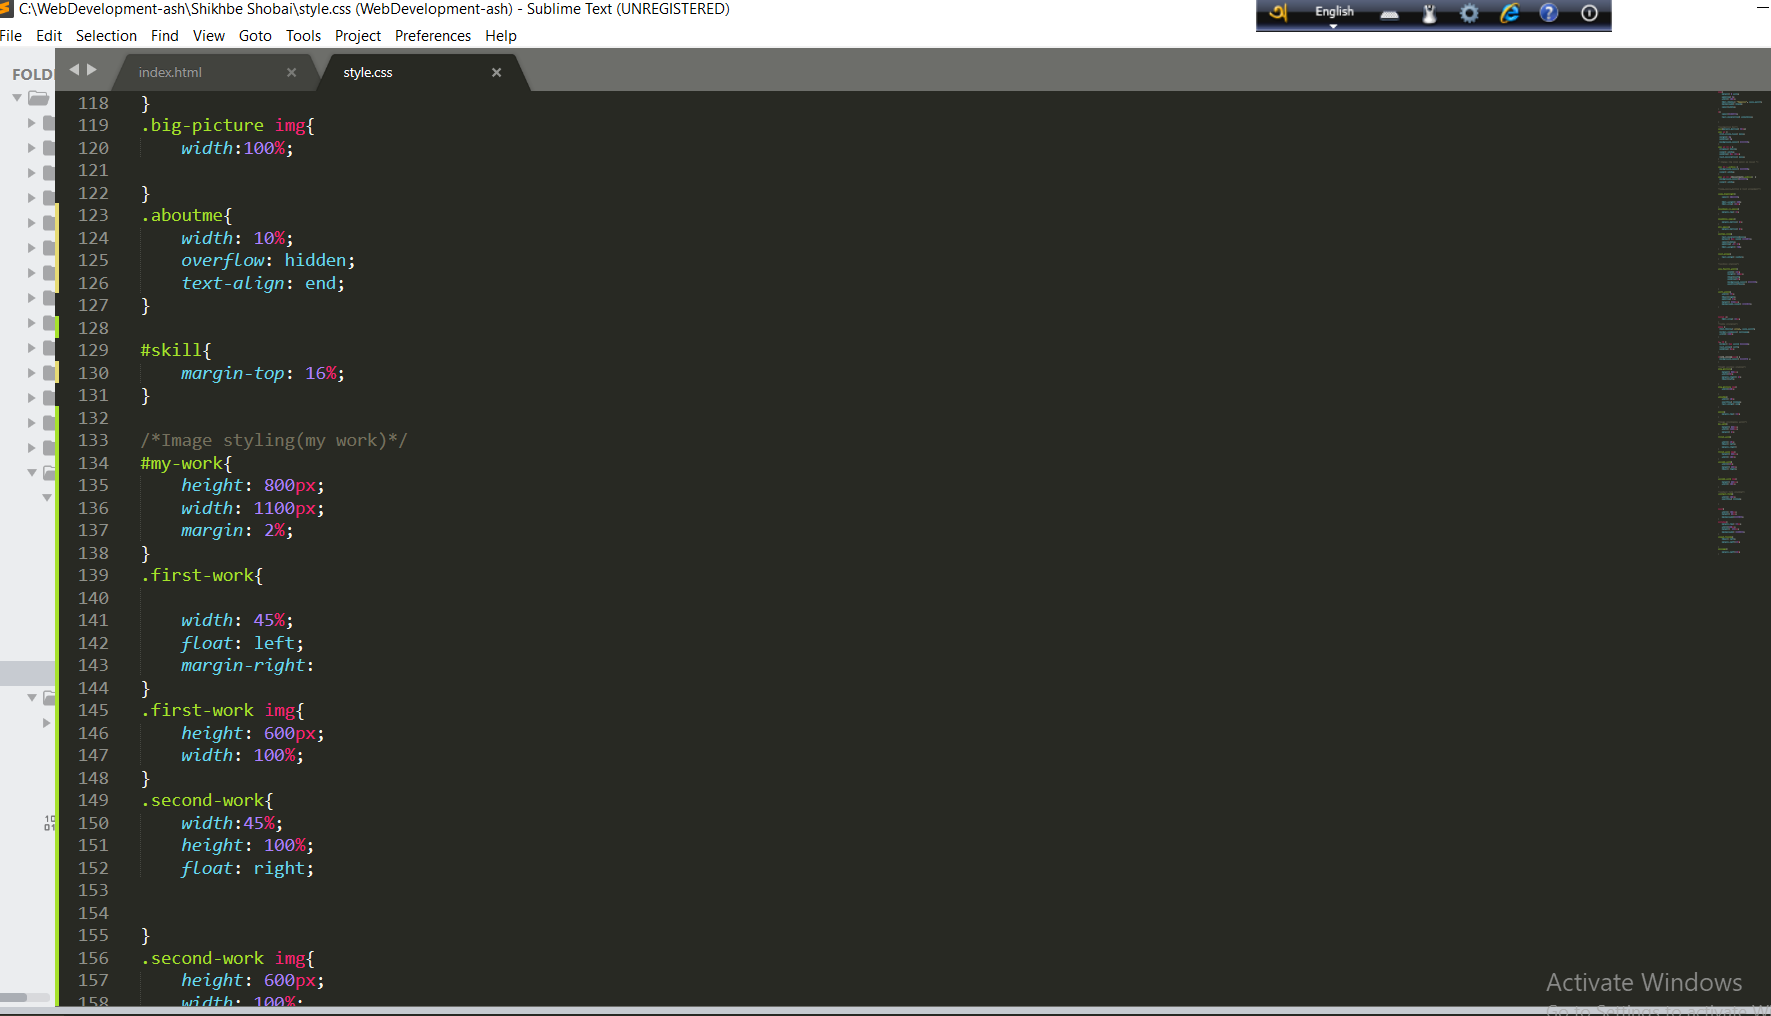 C:\WebDevelopment-ash\Shikhbe Shobai\style.css (WebDevelopment-ash) - Sublime Text (UNREGISTERED)
English
File Edit Selection Find View Goto Tools Project Preferences Help
index.html
style.css
118 }
119 .big-picture img{
120 width:100%;
121
122 }
123 .aboutme{
124 width: 10%;
125 overflow: hidden;
126 text-align: end;
127 }
128
129 #skill{
130 margin-top: 16%;
131 }
132
133 /*Image styling(my work)*/
134 #my-work{
135 height: 800px;
136 width: 1100px;
137 margin: 2%;
138 }
139 .first-work{
140
141 width: 45%;
142 float: left;
143 margin-right:
144 }
145 .first-work img{
146 height: 600px;
147 width: 100%;
148 }
149 .second-work{
150 width:45%;
151 height: 100%;
152 float: right;
153
154
155 }
156 .second-work img{
157 height: 600px;
158 width: 100%;
Activate Windows